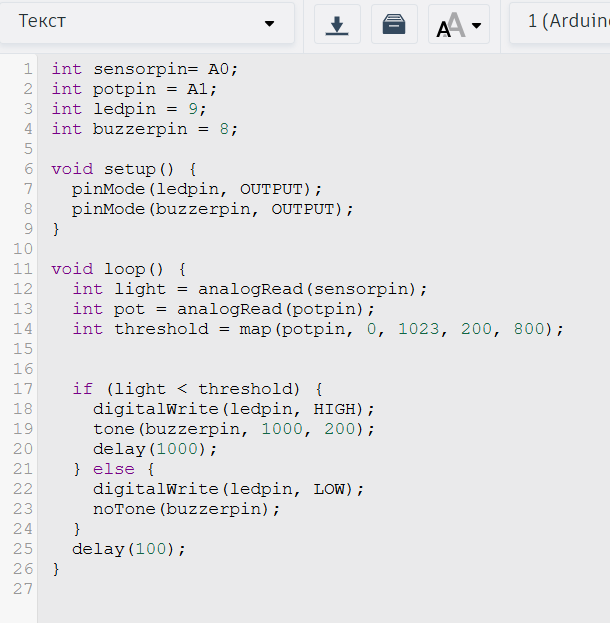 Текст
1 (Arduin
1 int sensorpin= A0;
2 int potpin = A1;
3 int ledpin = 9;
4 int buzzerpin = 8;
5
6 void setup() {
7   pinMode(ledpin, OUTPUT);
8   pinMode(buzzerpin, OUTPUT);
9 }
10
11 void loop() {
12   int light = analogRead(sensorpin);
13   int pot = analogRead(potpin);
14   int threshold = map(potpin, 0, 1023, 200, 800);
15
16
17   if (light < threshold) {
18     digitalWrite(ledpin, HIGH);
19     tone(buzzerpin, 1000, 200);
20     delay(1000);
21   } else {
22     digitalWrite(ledpin, LOW);
23     noTone(buzzerpin);
24   }
25   delay(100);
26 }
27